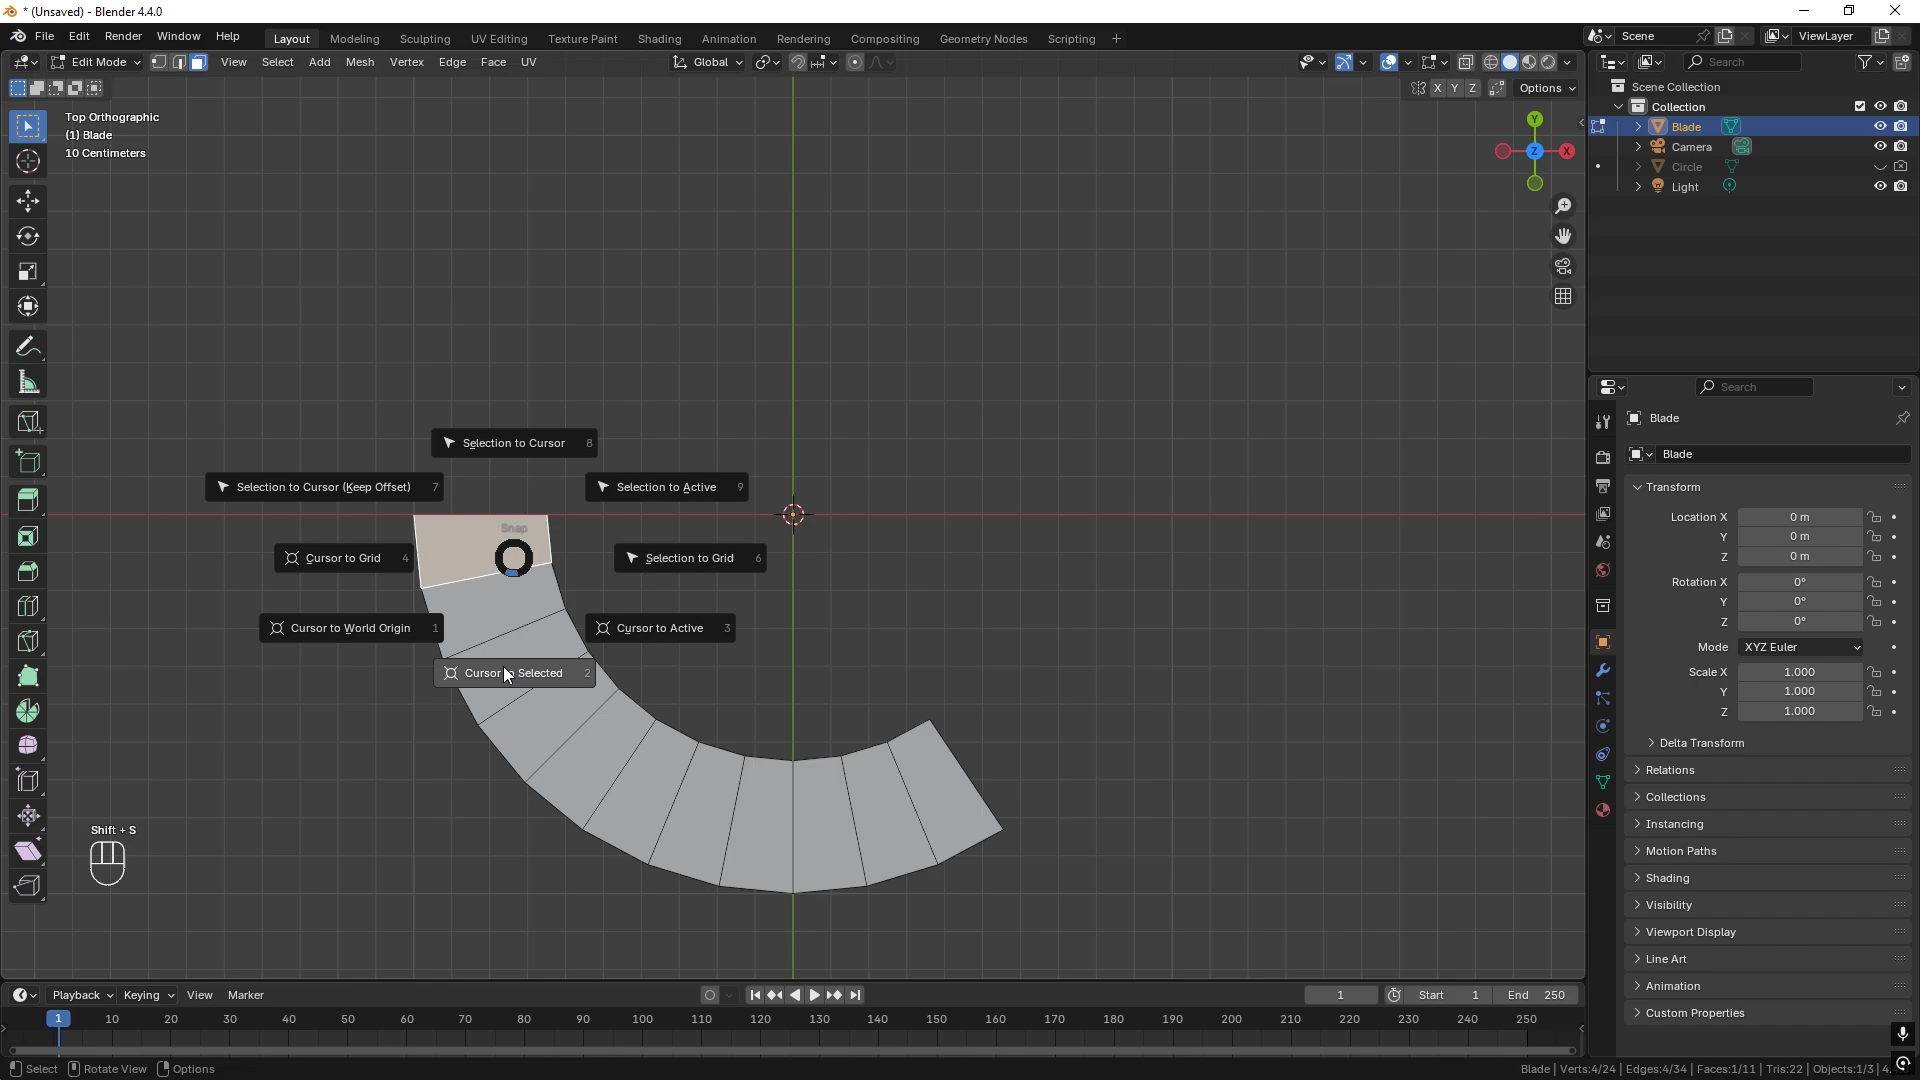 * (Unsaved) - Blender 4.4.0
File Edit Render Window Help Layout Modeling Sculpting UV Editing Texture Paint Shading Animation Rendering Compositing Geometry Nodes Scripting + Scene ViewLayer
Edit Mode View Select Add Mesh Vertex Edge Face UV Global Search
X Y Z Options
Top Orthographic
(1) Blade
10 Centimeters
Y
Z X
Scene Collection
Collection
Blade
Camera
Circle
Light
Selection to Cursor 8
Selection to Cursor (Keep Offset) 7
Selection to Active 9
Snap
Cursor to Grid 4
Selection to Grid 6
Cursor to World Origin 1
Cursor to Active 3
Cursor to Selected 2
Shift + S
Search
Blade
Blade
Transform
Location X 0 m
Y 0 m
Z 0 m
Rotation X 0°
Y 0°
Z 0°
Mode XYZ Euler
Scale X 1.000
Y 1.000
Z 1.000
Delta Transform
Relations
Collections
Instancing
Motion Paths
Shading
Visibility
Viewport Display
Line Art
Animation
Custom Properties
Playback Keying View Marker 1 Start 1 End 250
1 10 20 30 40 50 60 70 80 90 100 110 120 130 140 150 160 170 180 190 200 210 220 230 240 250
Select Rotate View Options Blade | Verts:4/24 | Edges:4/34 | Faces:1/11 | Tris:22 | Objects:1/3 | 4.